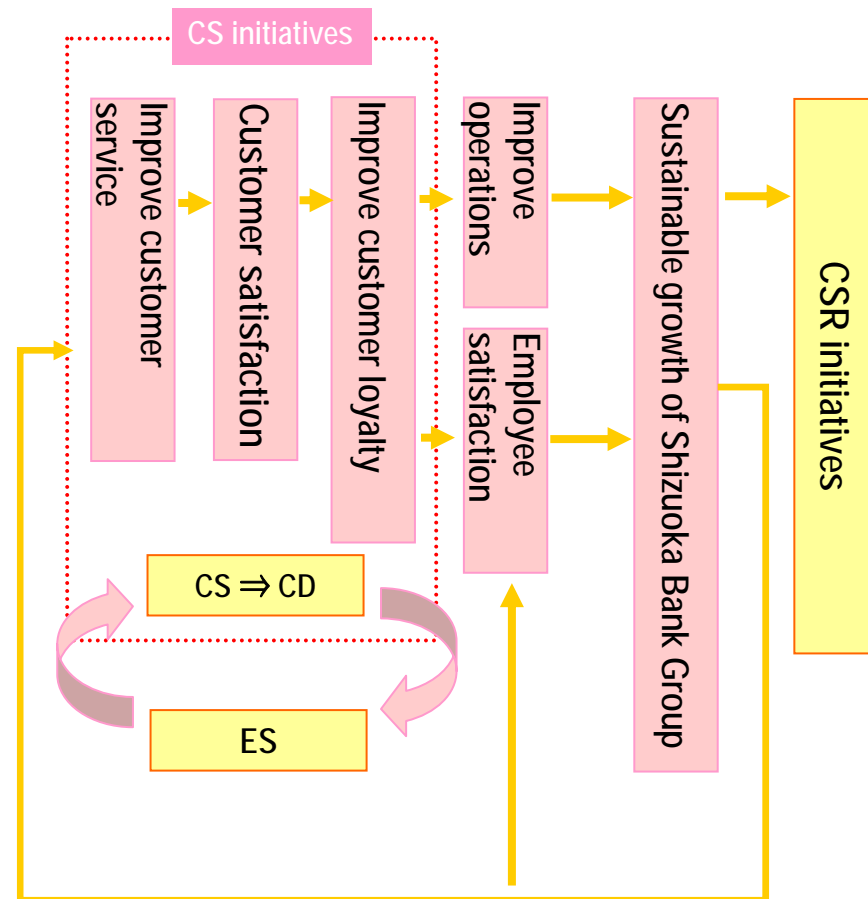 CS initiatives
Improve customer
service
Customer satisfaction
Improve customer loyalty
Improve
operations
Employee
satisfaction
Sustainable growth of Shizuoka Bank Group
CSR initiatives
CS ⇒ CD
ES